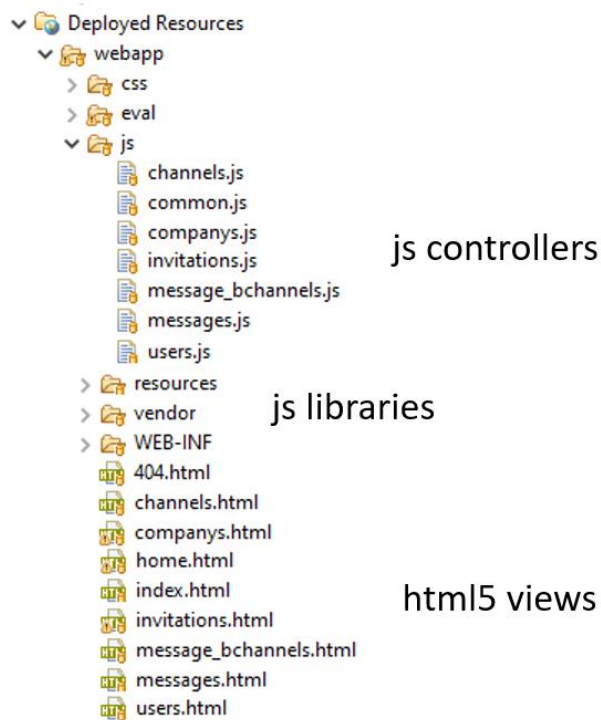 Deployed Resources
webapp
css
eval
js
channels.js
common.js
companys.js
invitations.js
js controllers
message_bchannels.js
messages.js
users.js
resources
vendor
js libraries
WEB-INF
404.html
channels.html
companys.html
home.html
index.html
html5 views
invitations.html
message_bchannels.html
messages.html
users.html